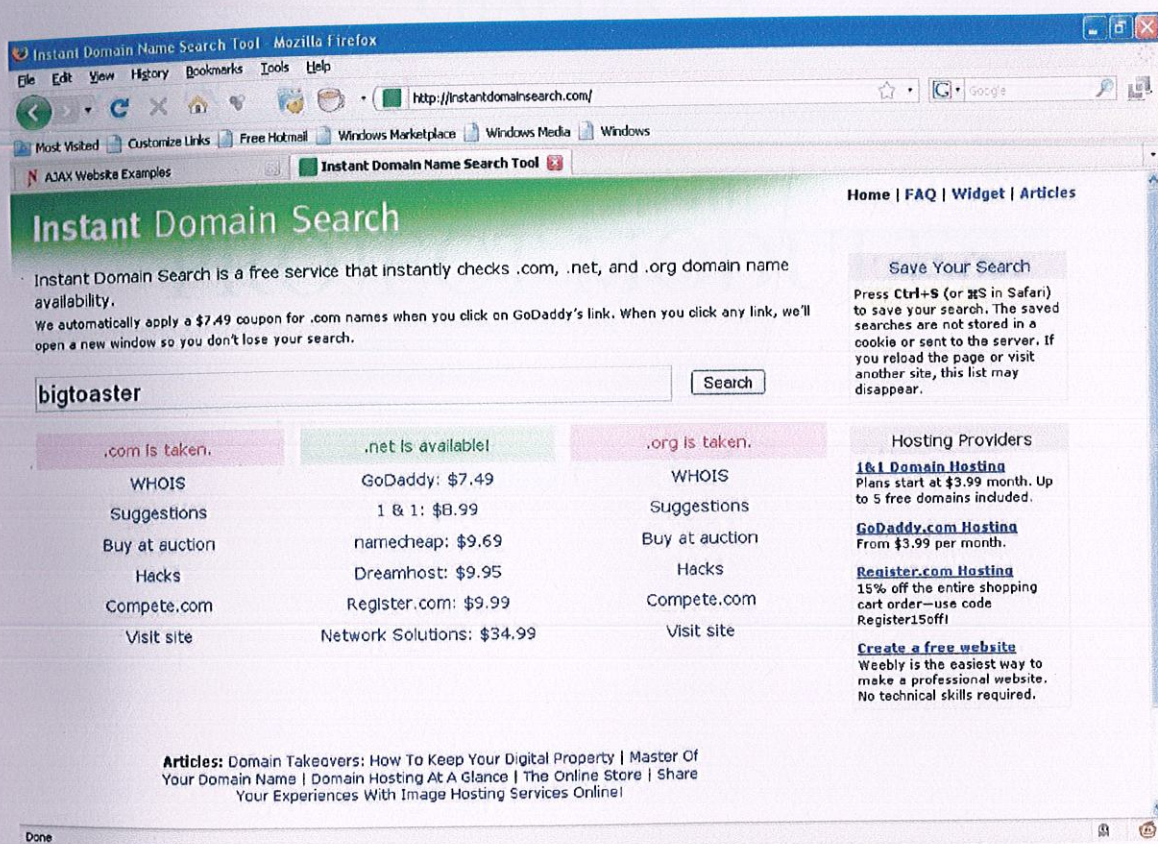 Instant Domain Name Search Tool - Mozilla Firefox
File Edit View History Bookmarks Tools Help
http://instantdomainsearch.com/
G Google
Most Visited Customize Links Free Hotmail Windows Marketplace Windows Media Windows
N AJAX Website Examples Instant Domain Name Search Tool
Home | FAQ | Widget | Articles
Instant Domain Search
Instant Domain Search is a free service that instantly checks .com, .net, and .org domain name
availability.
We automatically apply a $7.49 coupon for .com names when you click on GoDaddy's link. When you click any link, we'll
open a new window so you don't lose your search.
bigtoaster
Search
.com is taken.
WHOIS
Suggestions
Buy at auction
Hacks
Compete.com
Visit site
.net is available!
GoDaddy: $7.49
1 & 1: $8.99
namecheap: $9.69
Dreamhost: $9.95
Register.com: $9.99
Network Solutions: $34.99
.org is taken.
WHOIS
Suggestions
Buy at auction
Hacks
Compete.com
Visit site
Save Your Search
Press Ctrl+S (or ⌘S in Safari)
to save your search. The saved
searches are not stored in a
cookie or sent to the server. If
you reload the page or visit
another site, this list may
disappear.
Hosting Providers
1&1 Domain Hosting
Plans start at $3.99 month. Up
to 5 free domains included.
GoDaddy.com Hosting
From $3.99 per month.
Register.com Hosting
15% off the entire shopping
cart order—use code
Register15off!
Create a free website
Weebly is the easiest way to
make a professional website.
No technical skills required.
Articles: Domain Takeovers: How To Keep Your Digital Property | Master Of
Your Domain Name | Domain Hosting At A Glance | The Online Store | Share
Your Experiences With Image Hosting Services Online!
Done